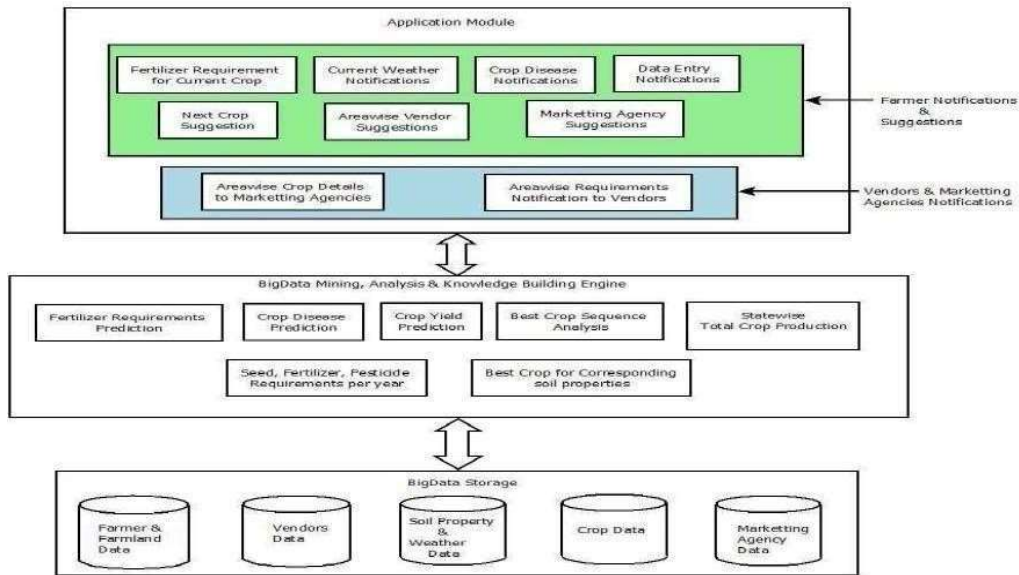 Application Module
Fertilizer Requirement
for Current Crop
Current Weather
Notifications
Crop Disease
Notifications
Data Entry
Notifications
Next Crop
Suggestion
Areawise Vendor
Suggestions
Marketting Agency
Suggestions
Farmer Notifications
&
Suggestions
Areawise Crop Details
to Marketting Agencies
Areawise Requirements
Notification to Vendors
Vendors & Marketting
Agencies Notifications
BigData Mining, Analysis & Knowledge Building Engine
Fertilizer Requirements
Prediction
Crop Disease
Prediction
Crop Yield
Prediction
Best Crop Sequence
Analysis
Statewise
Total Crop Production
Seed, Fertilizer, Pesticide
Requirements per year
Best Crop for Corresponding
soil properties
BigData Storage
Farmer &
Farmland
Data
Vendors
Data
Soil Property
&
Weather
Data
Crop Data
Marketting
Agency
Data